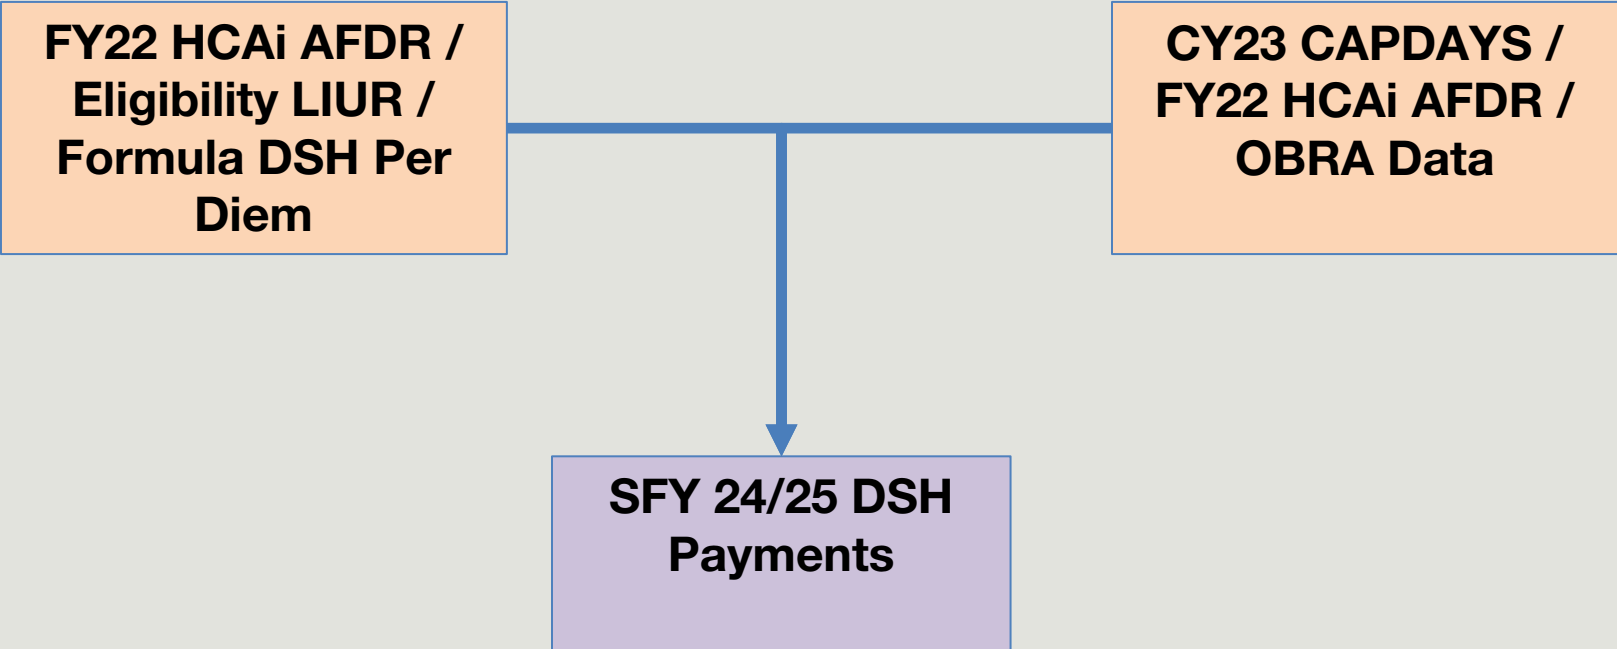 FY22 HCAi AFDR /
Eligibility LIUR /
Formula DSH Per
Diem
CY23 CAPDAYS /
FY22 HCAi AFDR /
OBRA Data
SFY 24/25 DSH
Payments